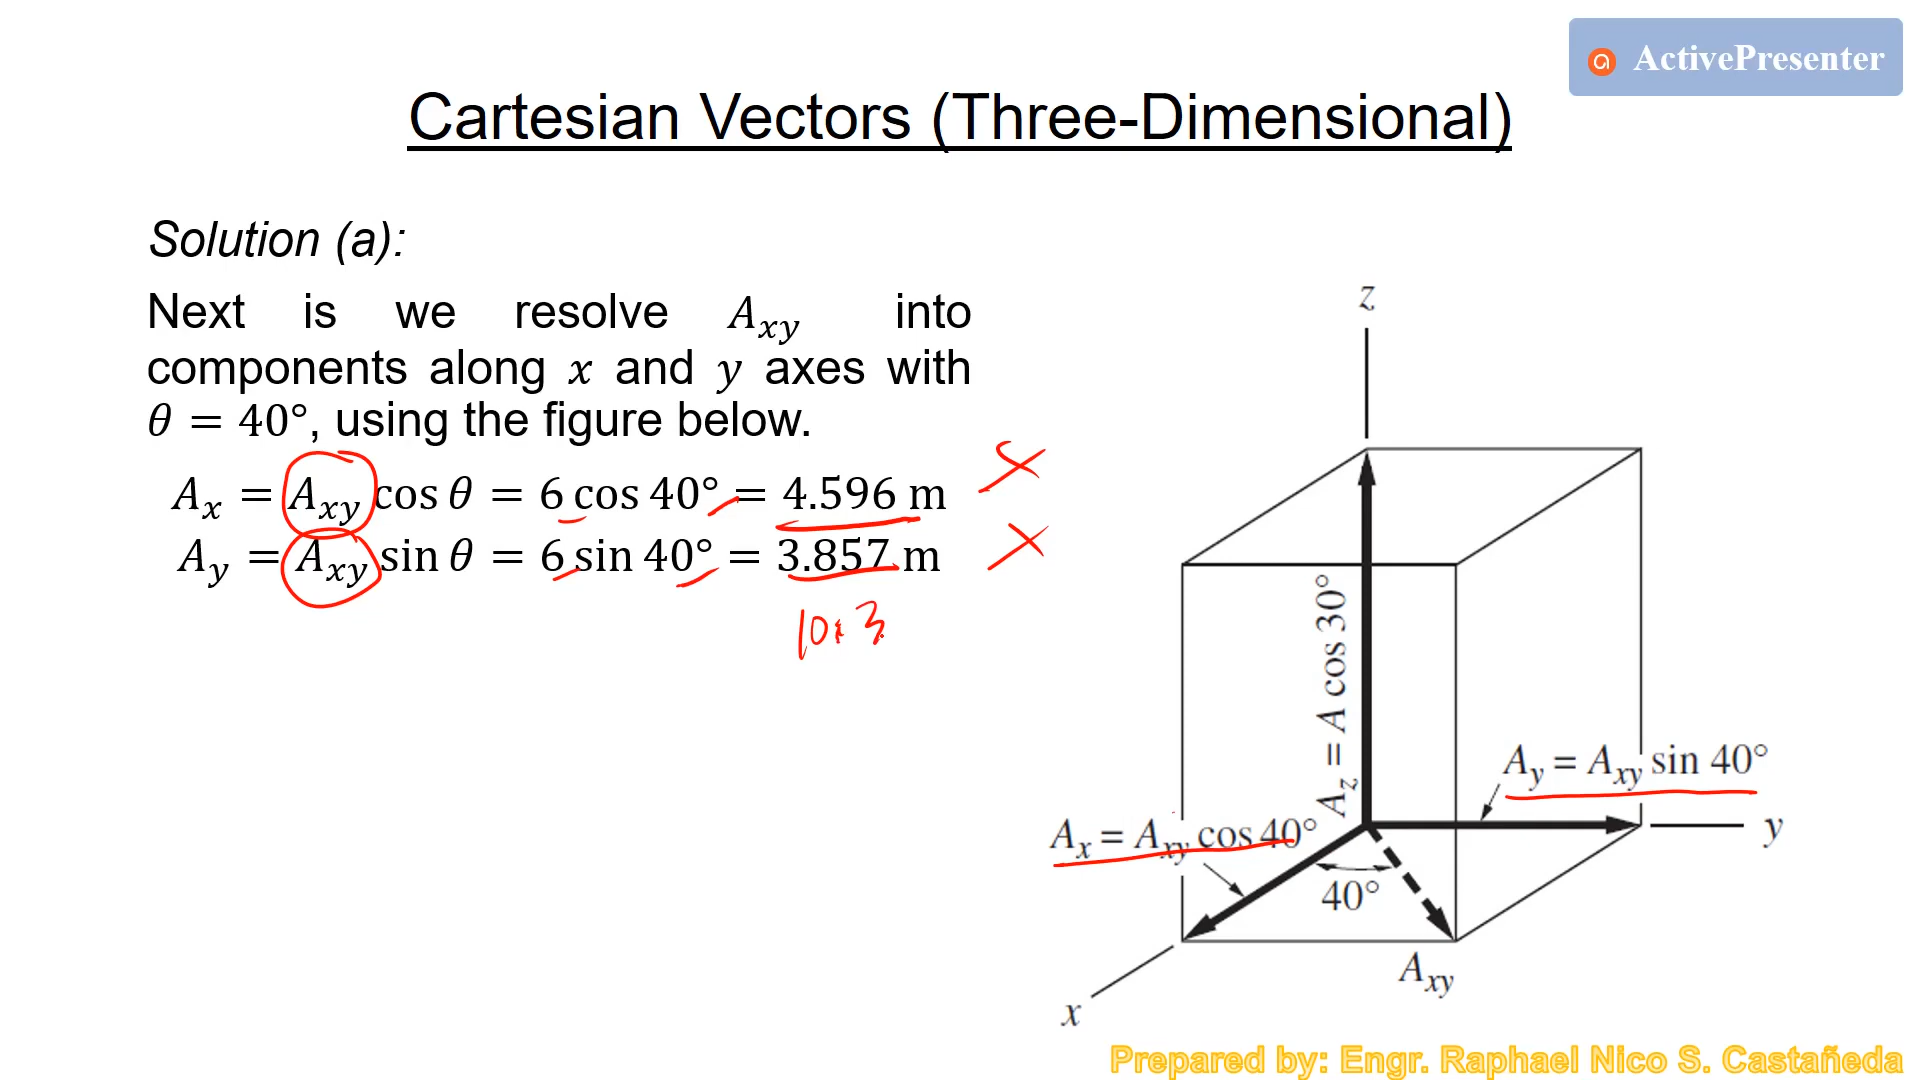 ActivePresenter
Cartesian Vectors (Three-Dimensional)
Solution (a):
Next is we resolve A_xy into
components along x and y axes with
θ = 40°, using the figure below.
A_x = A_xy cos θ = 6 cos 40° = 4.596 m
A_y = A_xy sin θ = 6 sin 40° = 3.857 m
z
A_z = A cos 30°
A_y = A_xy sin 40°
y
A_x = A_xy cos 40°
40°
A_xy
x
Prepared by: Engr. Raphael Nico S. Castañeda